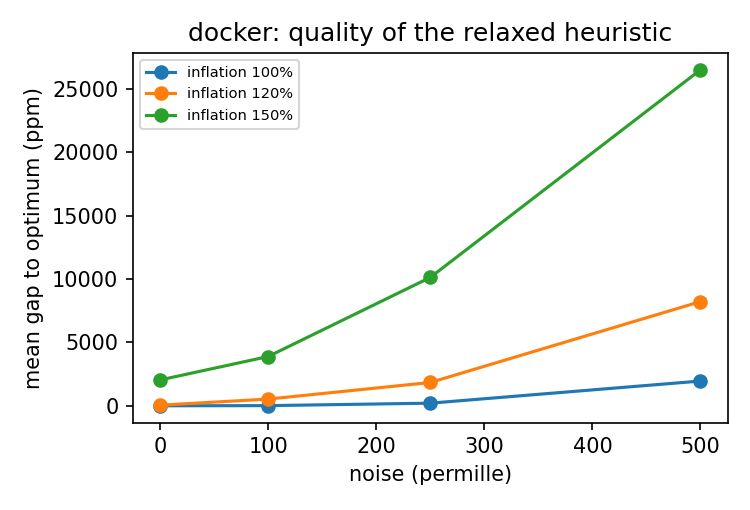 docker: quality of the relaxed heuristic
inflation 100%
inflation 120%
inflation 150%
mean gap to optimum (ppm)
25000
20000
15000
10000
5000
0
0 100 200 300 400 500
noise (permille)